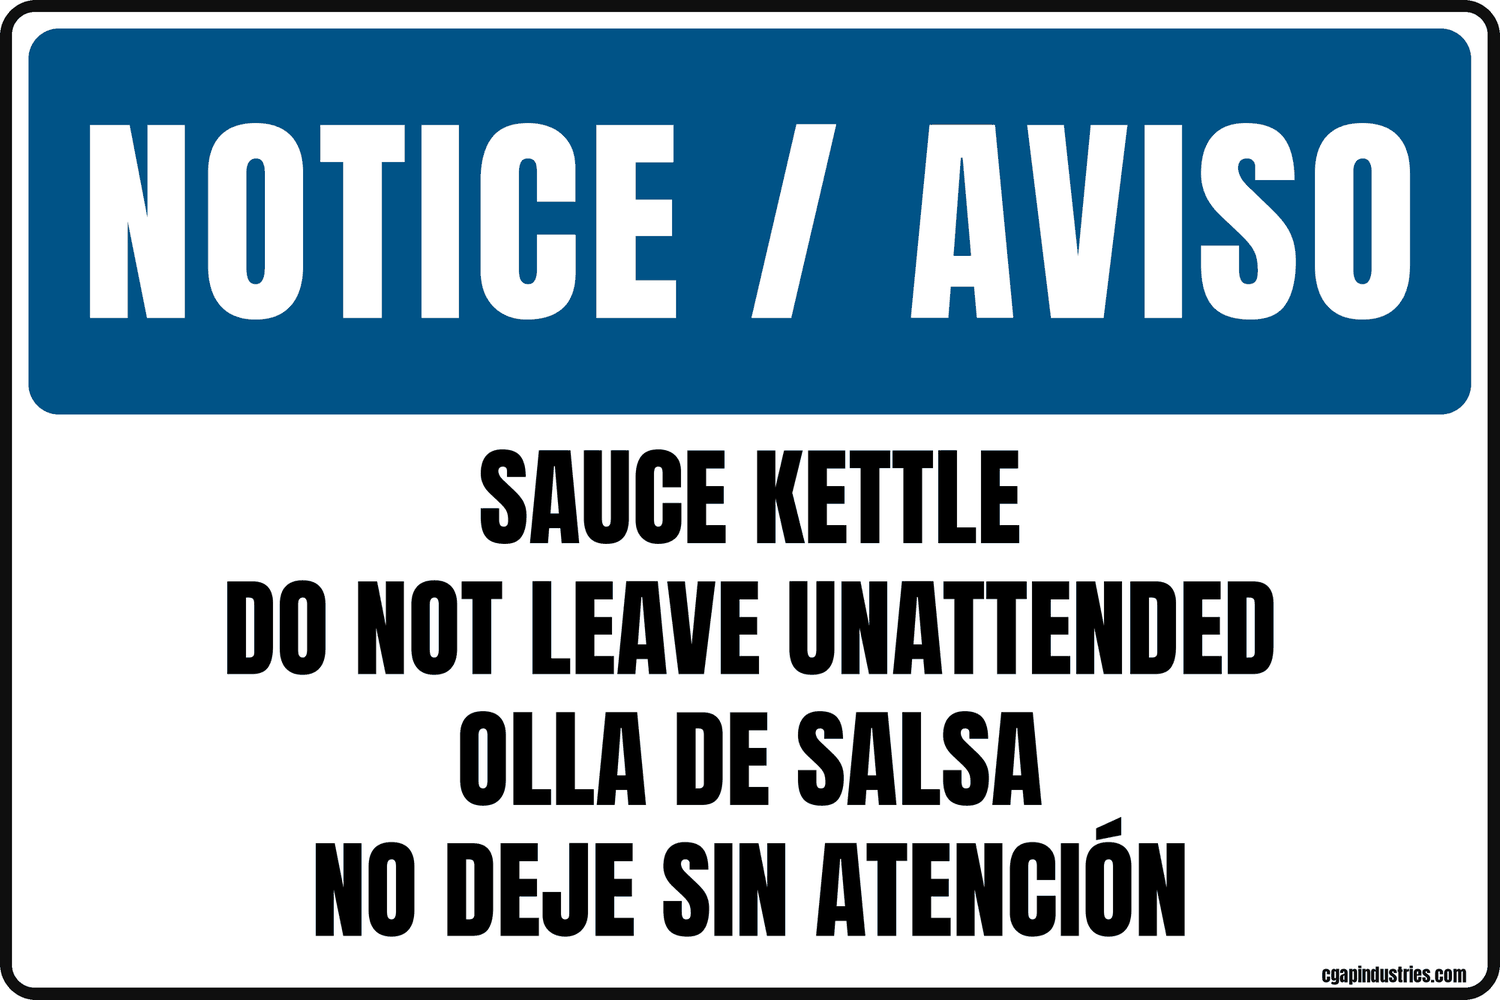 NOTICE / AVISO
SAUCE KETTLE
DO NOT LEAVE UNATTENDED
OLLA DE SALSA
NO DEJE SIN ATENCIÓN
cgapindustries.com